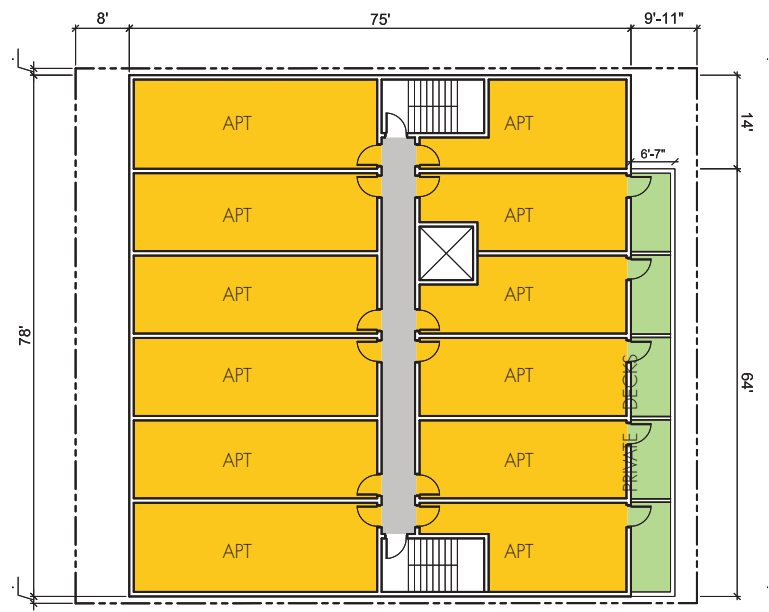 8'
75'
9'-11"
APT
APT
14'
6'-7"
APT
APT
APT
APT
78'
APT
APT
PRIVATE DECKS
64'
APT
APT
APT
APT